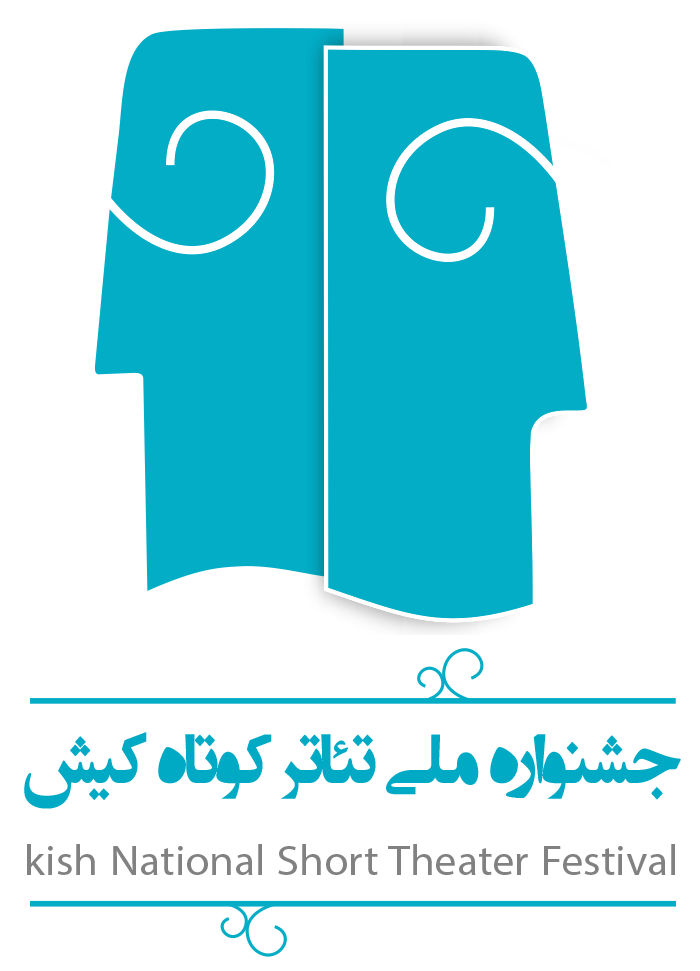 جشنواره ملی تئاتر کوتاه کیش
kish National Short Theater Festival